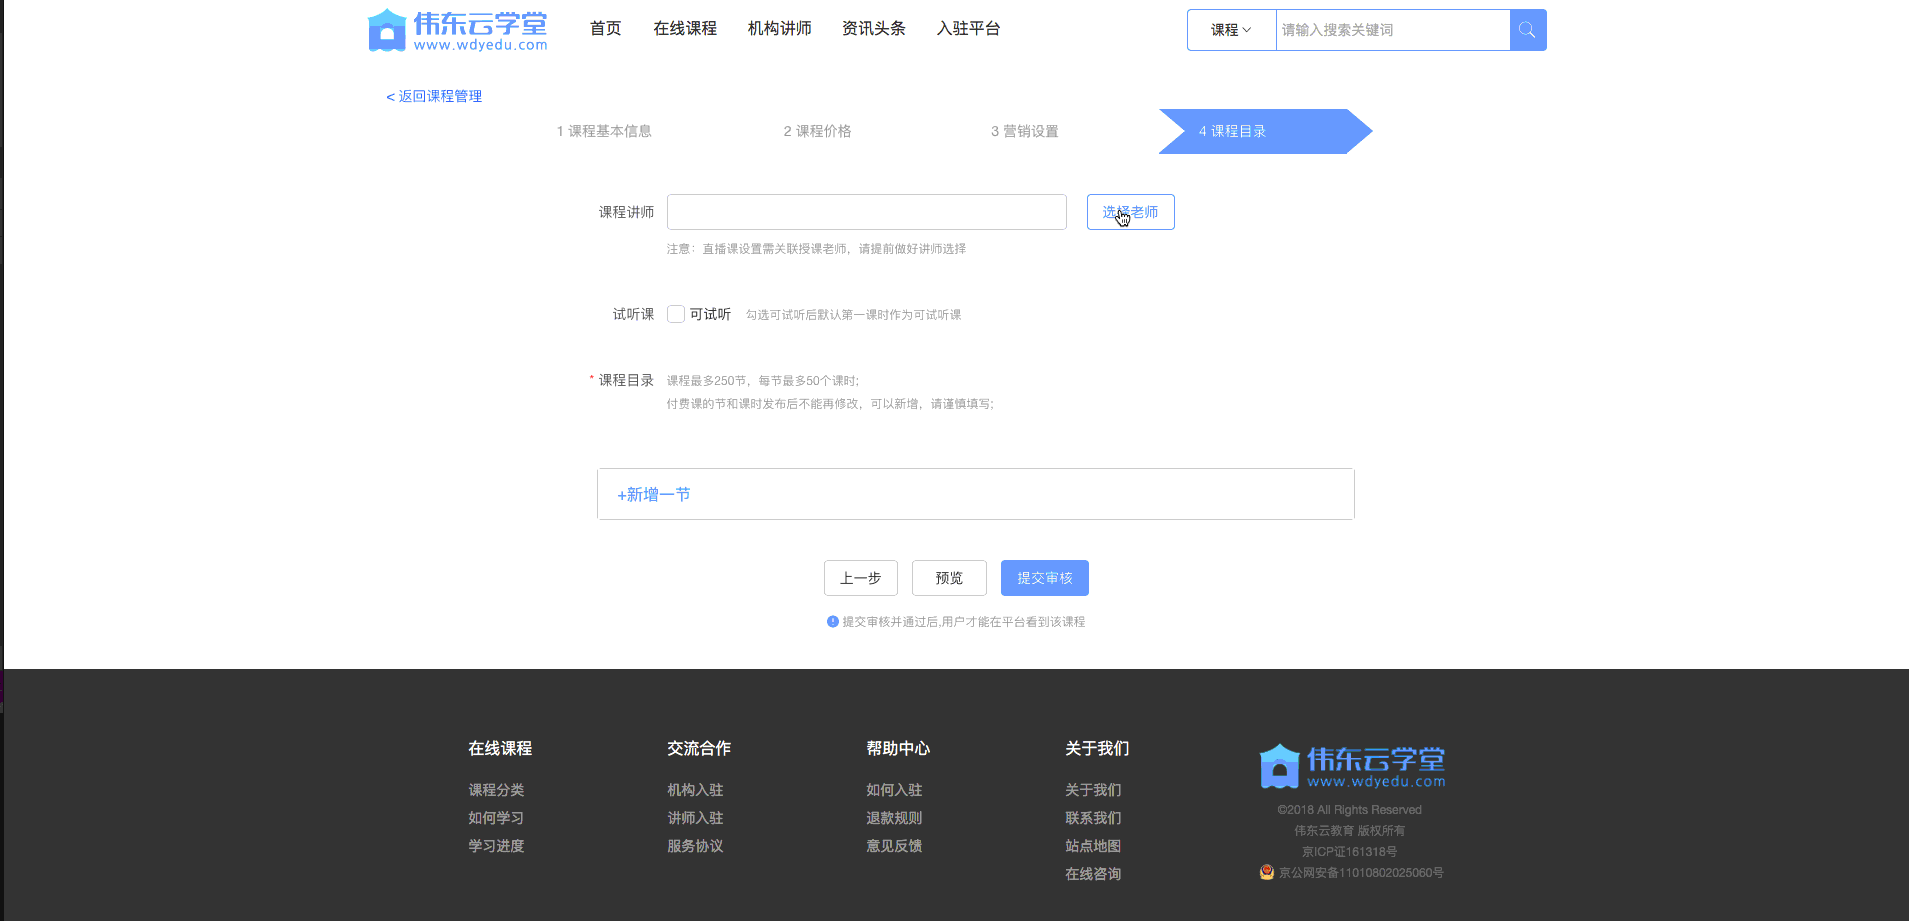 伟东云学堂
www.wdyedu.com
首页 在线课程 机构讲师 资讯头条 入驻平台
课程 请输入搜索关键词
< 返回课程管理
1 课程基本信息 2 课程价格 3 营销设置 4 课程目录
课程讲师 选择老师
注意：直播课设置需关联授课老师，请提前做好讲师选择
试听课 可试听 勾选可试听后默认第一课时作为可试听课
* 课程目录 课程最多250节，每节最多50个课时;
付费课的节和课时发布后不能再修改，可以新增，请谨慎填写;
+新增一节
上一步 预览 提交审核
提交审核并通过后,用户才能在平台看到该课程
在线课程 交流合作 帮助中心 关于我们
课程分类 机构入驻 如何入驻 关于我们
如何学习 讲师入驻 退款规则 联系我们
学习进度 服务协议 意见反馈 站点地图
在线咨询
伟东云学堂
www.wdyedu.com
©2018 All Rights Reserved
伟东云教育 版权所有
京ICP证161318号
京公网安备11010802025060号